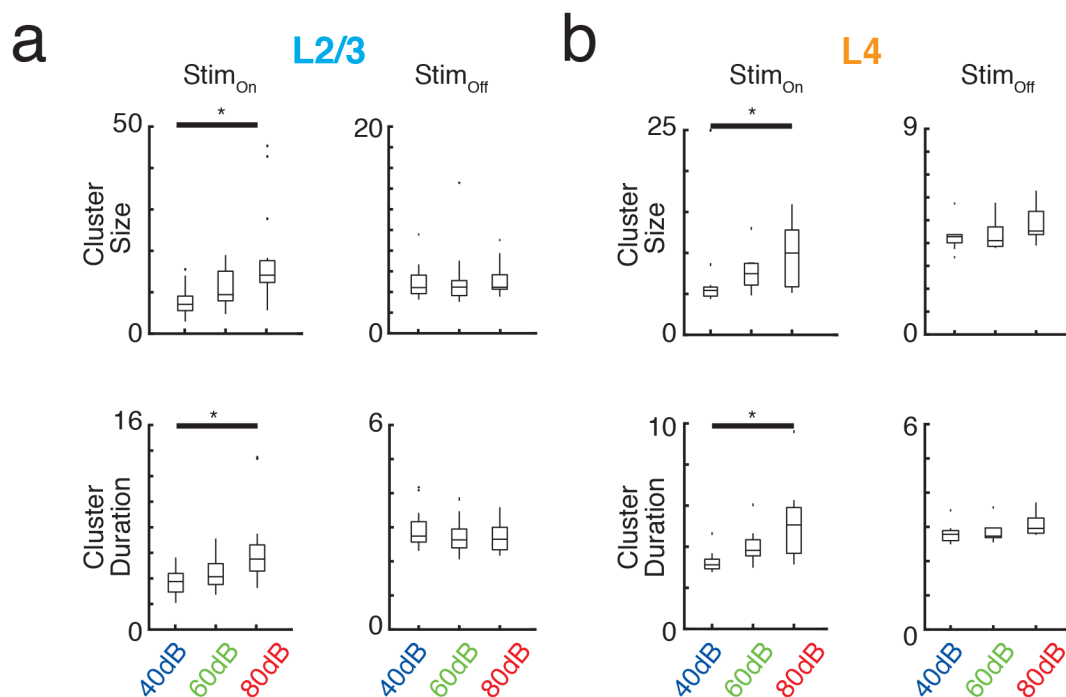 a
L2/3
b
L4
StimOn
StimOff
StimOn
StimOff
*
*
50
20
25
9
Cluster
Size
Cluster
Size
0
0
0
0
*
*
16
6
10
6
Cluster
Duration
Cluster
Duration
0
0
0
0
40dB
60dB
80dB
40dB
60dB
80dB
40dB
60dB
80dB
40dB
60dB
80dB